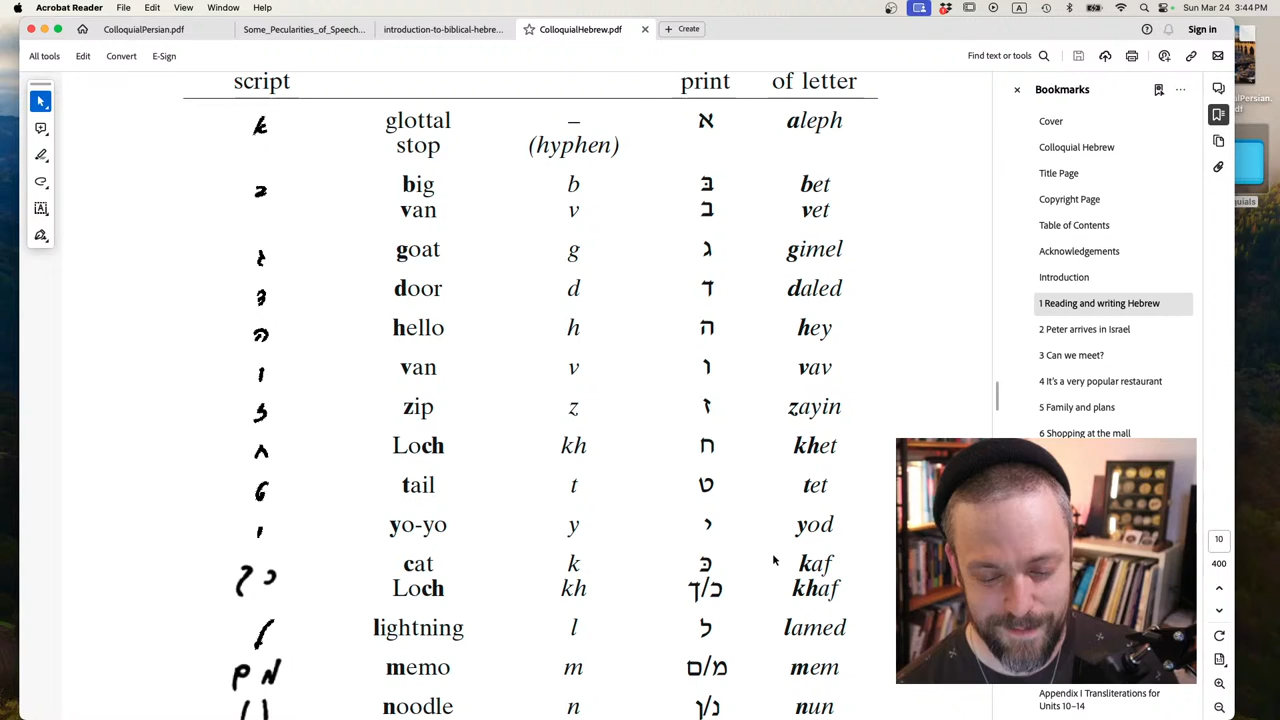 Acrobat Reader File Edit View Window Help Sun Mar 24 3:44 PM
ColloquialPersian.pdf Some_Pecularities_of_Speech... introduction-to-biblical-hebre... ColloquialHebrew.pdf × + Create Sign in
All tools Edit Convert E-Sign Find text or tools
script print of letter
glottal – א aleph
stop (hyphen)
big b בּ bet
van v ב vet
goat g ג gimel
door d ד daled
hello h ה hey
van v ו vav
zip z ז zayin
Loch kh ח khet
tail t ט tet
yo-yo y י yod
cat k כּ kaf
Loch kh כ/ך khaf
lightning l ל lamed
memo m מ/ם mem
noodle n נ/ן nun
Bookmarks
Cover
Colloquial Hebrew
Title Page
Copyright Page
Table of Contents
Acknowledgements
Introduction
1 Reading and writing Hebrew
2 Peter arrives in Israel
3 Can we meet?
4 It's a very popular restaurant
5 Family and plans
6 Shopping at the mall
Appendix I Transliterations for
Units 10–14
10
400